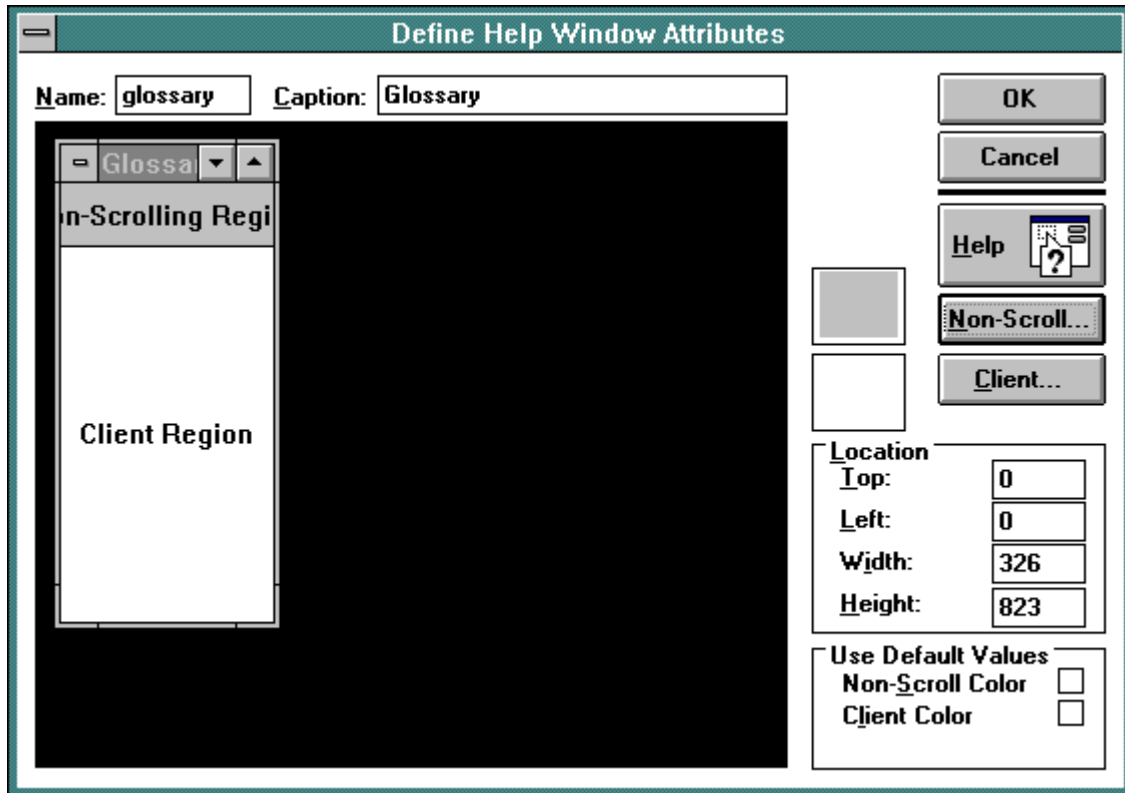 Define Help Window Attributes
Name: glossary Caption: Glossary
OK
Cancel
Help ?
Non-Scroll...
Client...
Glossa
n-Scrolling Regi
Client Region
Location
Top: 0
Left: 0
Width: 326
Height: 823
Use Default Values
Non-Scroll Color
Client Color